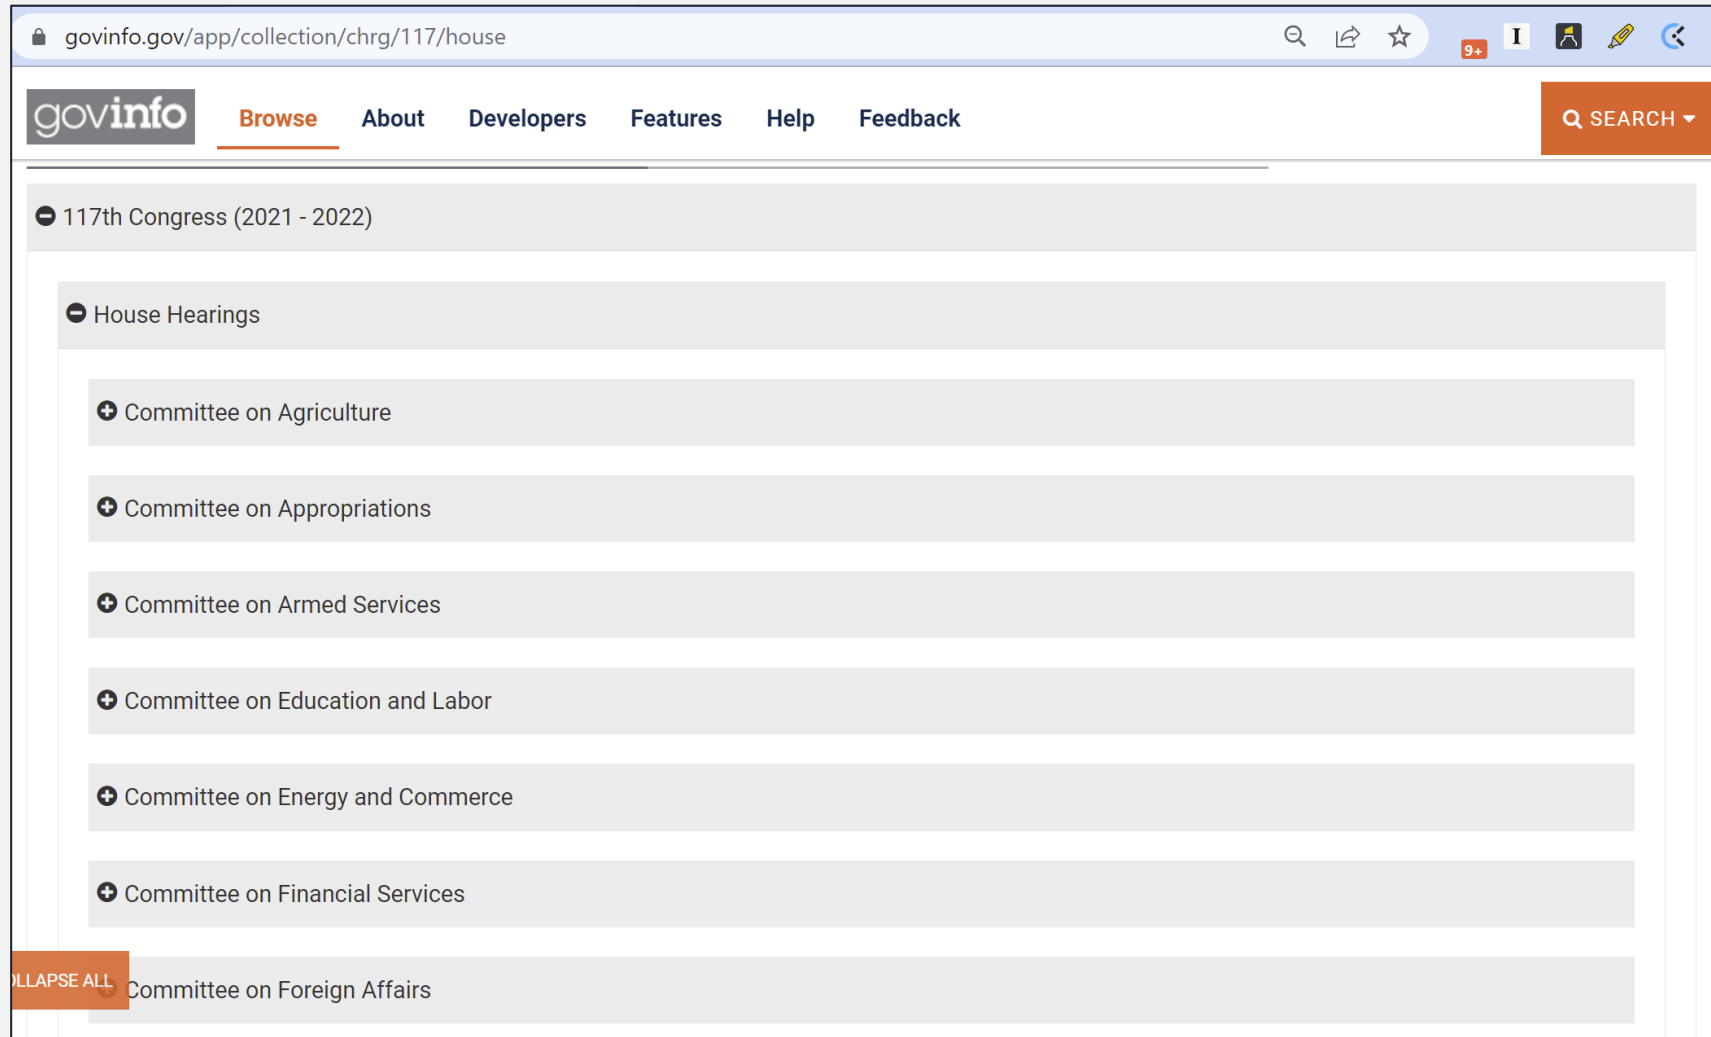 govinfo.gov/app/collection/chrg/117/house
9+
I
govinfo Browse About Developers Features Help Feedback SEARCH
117th Congress (2021 - 2022)
House Hearings
Committee on Agriculture
Committee on Appropriations
Committee on Armed Services
Committee on Education and Labor
Committee on Energy and Commerce
Committee on Financial Services
Committee on Foreign Affairs
OLLAPSE ALL